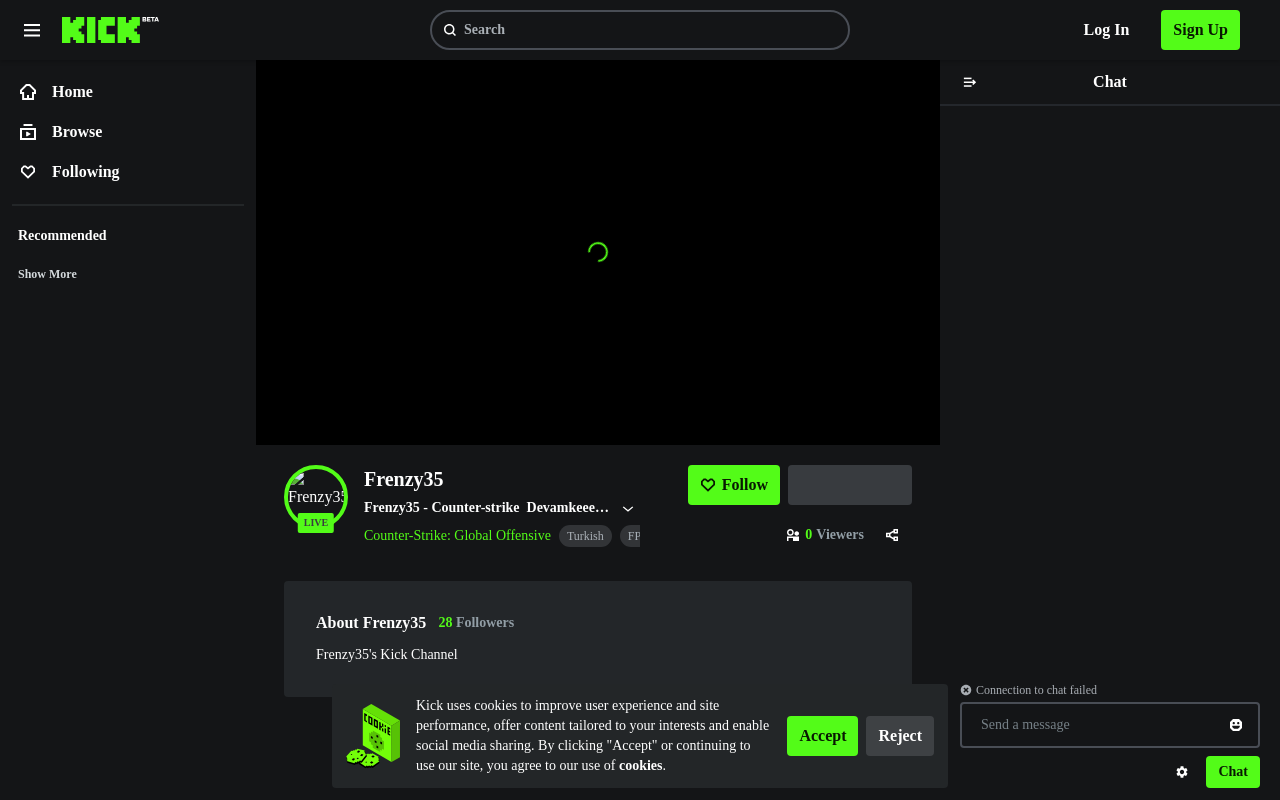 KICK BETA
Search
Log In
Sign Up
Home
Browse
Following
Recommended
Show More
Chat
Frenzy35
LIVE
Frenzy35
Frenzy35 - Counter-strike Devamkeee…
Counter-Strike: Global Offensive
Turkish
FP
Follow
0 Viewers
About Frenzy35
28 Followers
Frenzy35's Kick Channel
COOKIE
Kick uses cookies to improve user experience and site
performance, offer content tailored to your interests and enable
social media sharing. By clicking "Accept" or continuing to
use our site, you agree to our use of cookies.
Accept
Reject
Connection to chat failed
Send a message
Chat